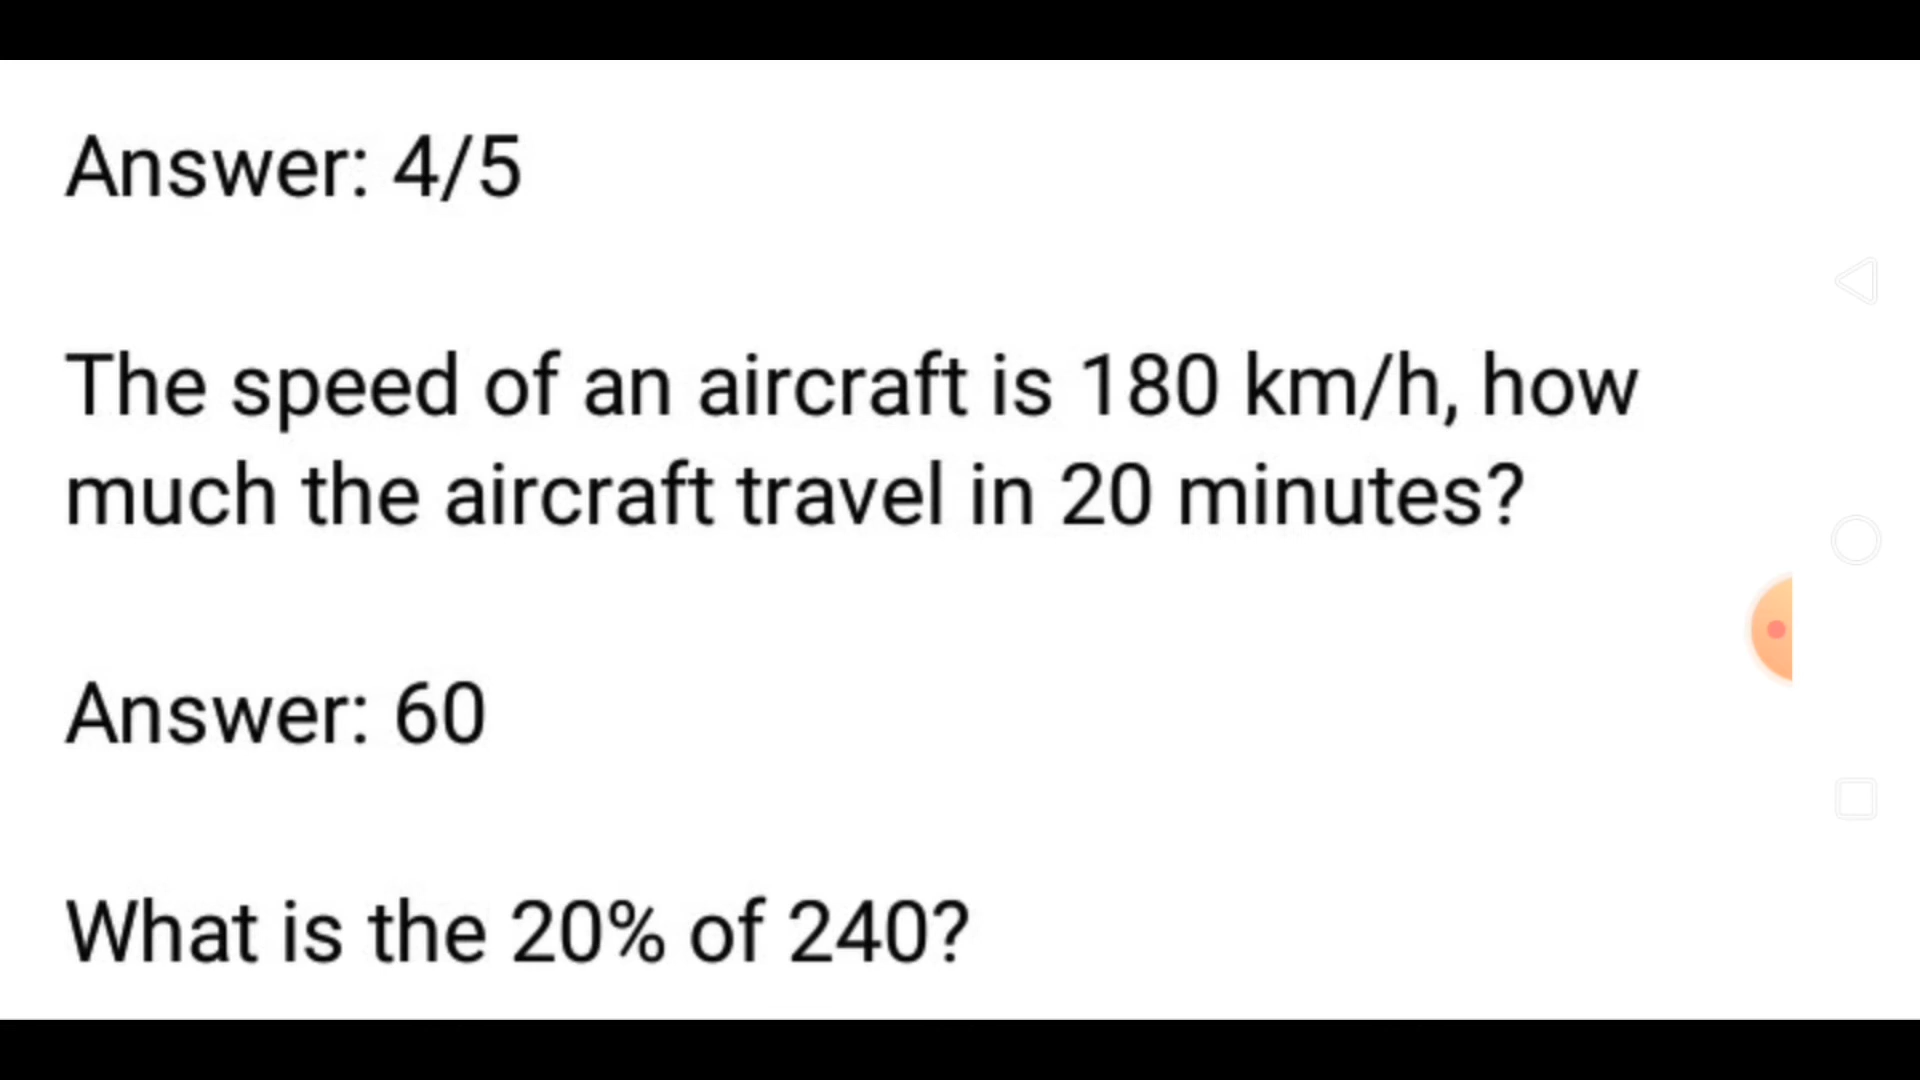 Answer: 4/5
The speed of an aircraft is 180 km/h, how
much the aircraft travel in 20 minutes?
Answer: 60
What is the 20% of 240?